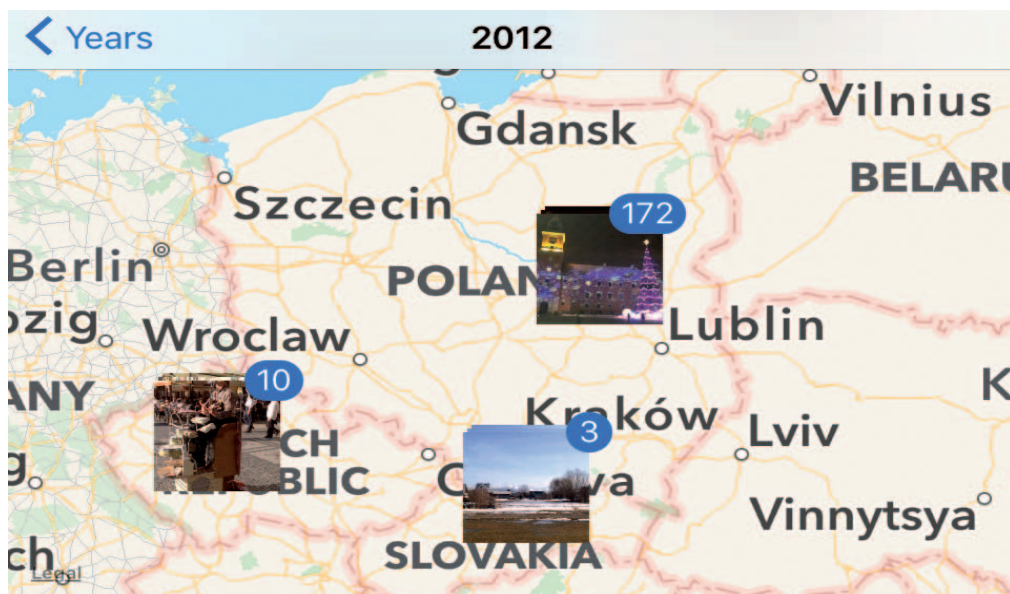 Years
2012
Vilnius
Gdansk
BELARU
Szczecin
172
Berlin
POLAN
zig
Lublin
Wroclaw
10
ANY
K
Kraków
3
Lviv
CH
REPUBLIC
va
g
Vinnytsya
SLOVAKIA
ch
Legal